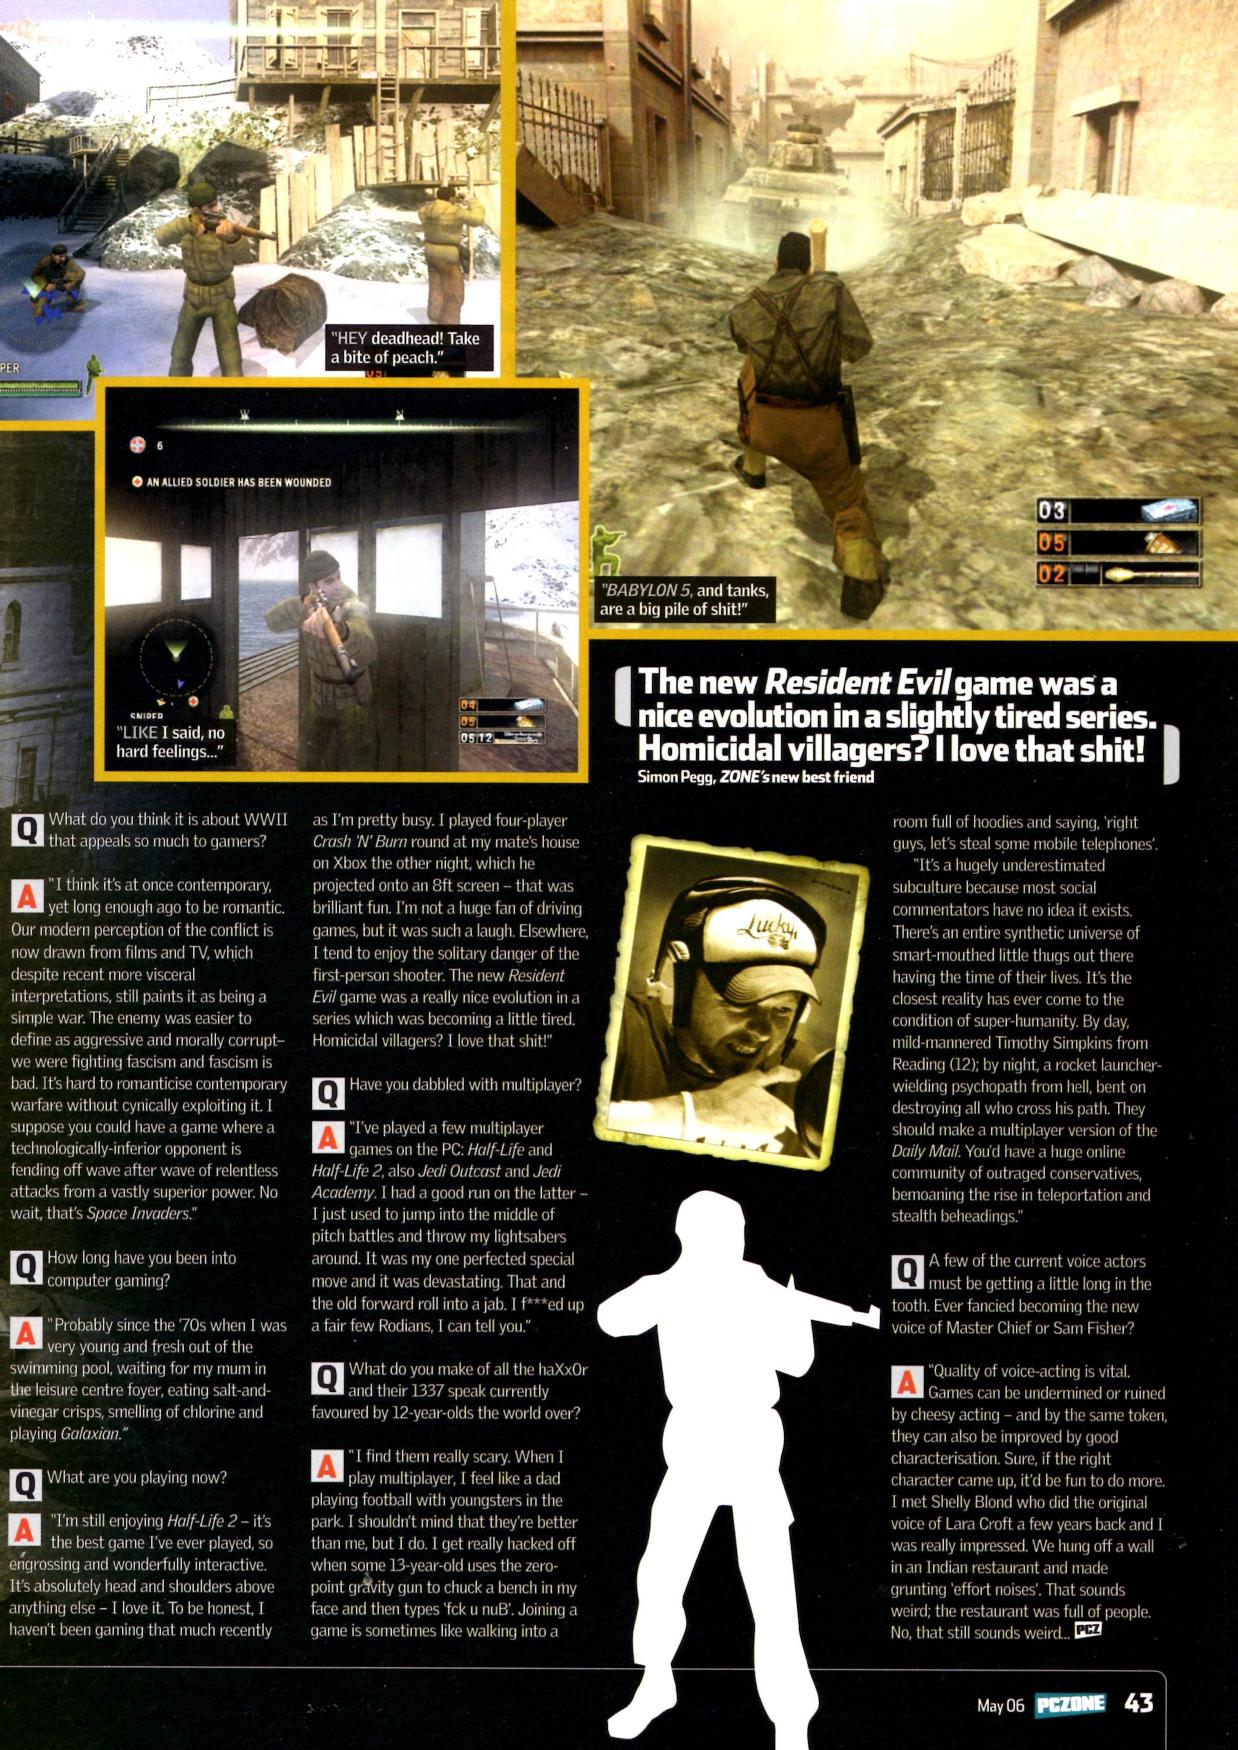 "HEY deadhead! Take
a bite of peach."
PER
W
N
6
AN ALLIED SOLDIER HAS BEEN WOUNDED
SNIPER
"LIKE I said, no
hard feelings..."
04
05
05 12
03
05
02
"BABYLON 5, and tanks,
are a big pile of shit!"
The new Resident Evil game was a
nice evolution in a slightly tired series.
Homicidal villagers? I love that shit!
Simon Pegg, ZONE's new best friend
Q What do you think it is about WWII
that appeals so much to gamers?
A "I think it's at once contemporary,
yet long enough ago to be romantic.
Our modern perception of the conflict is
now drawn from films and TV, which
despite recent more visceral
interpretations, still paints it as being a
simple war. The enemy was easier to
define as aggressive and morally corrupt–
we were fighting fascism and fascism is
bad. It's hard to romanticise contemporary
warfare without cynically exploiting it. I
suppose you could have a game where a
technologically-inferior opponent is
fending off wave after wave of relentless
attacks from a vastly superior power. No
wait, that's Space Invaders."
Q How long have you been into
computer gaming?
A "Probably since the '70s when I was
very young and fresh out of the
swimming pool, waiting for my mum in
the leisure centre foyer, eating salt-and-
vinegar crisps, smelling of chlorine and
playing Galaxian."
Q What are you playing now?
A "I'm still enjoying Half-Life 2 – it's
the best game I've ever played, so
engrossing and wonderfully interactive.
It's absolutely head and shoulders above
anything else – I love it. To be honest, I
haven't been gaming that much recently
as I'm pretty busy. I played four-player
Crash 'N' Burn round at my mate's house
on Xbox the other night, which he
projected onto an 8ft screen – that was
brilliant fun. I'm not a huge fan of driving
games, but it was such a laugh. Elsewhere,
I tend to enjoy the solitary danger of the
first-person shooter. The new Resident
Evil game was a really nice evolution in a
series which was becoming a little tired.
Homicidal villagers? I love that shit!"
Q Have you dabbled with multiplayer?
A "I've played a few multiplayer
games on the PC: Half-Life and
Half-Life 2, also Jedi Outcast and Jedi
Academy. I had a good run on the latter –
I just used to jump into the middle of
pitch battles and throw my lightsabers
around. It was my one perfected special
move and it was devastating. That and
the old forward roll into a jab. I f***ed up
a fair few Rodians, I can tell you."
Q What do you make of all the haXx0r
and their 1337 speak currently
favoured by 12-year-olds the world over?
A "I find them really scary. When I
play multiplayer, I feel like a dad
playing football with youngsters in the
park. I shouldn't mind that they're better
than me, but I do. I get really hacked off
when some 13-year-old uses the zero-
point gravity gun to chuck a bench in my
face and then types 'fck u nuB'. Joining a
game is sometimes like walking into a
Lucky
room full of hoodies and saying, 'right
guys, let's steal some mobile telephones'.
"It's a hugely underestimated
subculture because most social
commentators have no idea it exists.
There's an entire synthetic universe of
smart-mouthed little thugs out there
having the time of their lives. It's the
closest reality has ever come to the
condition of super-humanity. By day,
mild-mannered Timothy Simpkins from
Reading (12); by night, a rocket launcher-
wielding psychopath from hell, bent on
destroying all who cross his path. They
should make a multiplayer version of the
Daily Mail. You'd have a huge online
community of outraged conservatives,
bemoaning the rise in teleportation and
stealth beheadings."
Q A few of the current voice actors
must be getting a little long in the
tooth. Ever fancied becoming the new
voice of Master Chief or Sam Fisher?
A "Quality of voice-acting is vital.
Games can be undermined or ruined
by cheesy acting – and by the same token,
they can also be improved by good
characterisation. Sure, if the right
character came up, it'd be fun to do more.
I met Shelly Blond who did the original
voice of Lara Croft a few years back and I
was really impressed. We hung off a wall
in an Indian restaurant and made
grunting 'effort noises'. That sounds
weird; the restaurant was full of people.
No, that still sounds weird... PCZ
May 06 PCZONE 43